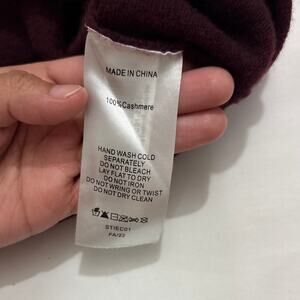 MADE IN CHINA
100%Cashmere
HAND WASH COLD
SEPARATELY
DO NOT BLEACH
LAY FLAT TO DRY
DO NOT IRON
DO NOT WRING OR TWIST
DO NOT DRY CLEAN
STIEC01
FA/22